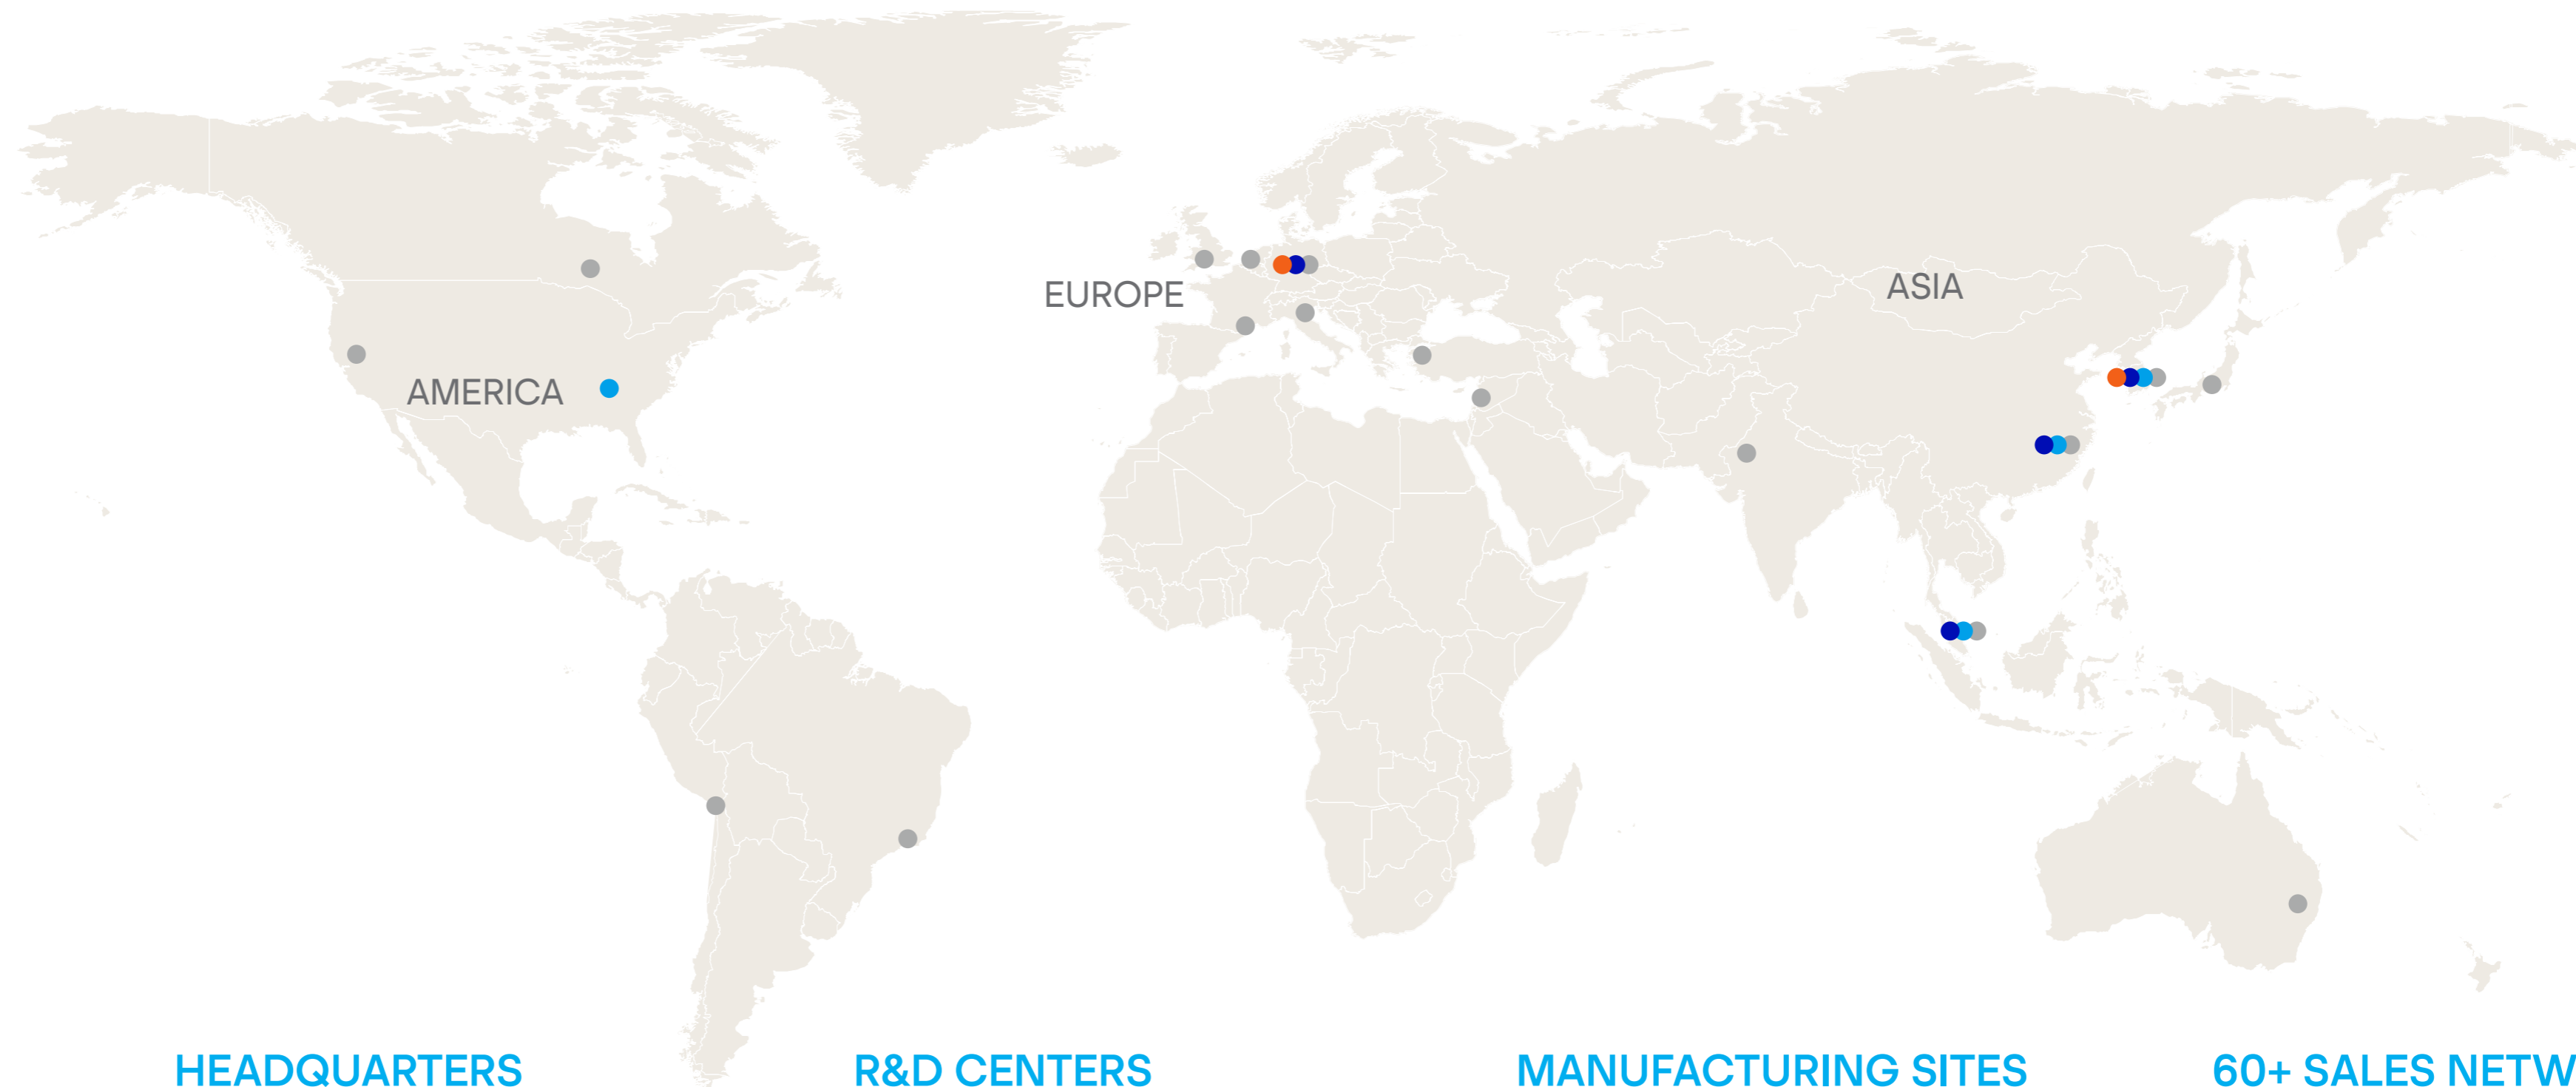 EUROPE
ASIA
AMERICA
HEADQUARTERS
R&D CENTERS
MANUFACTURING SITES
60+ SALES NETW